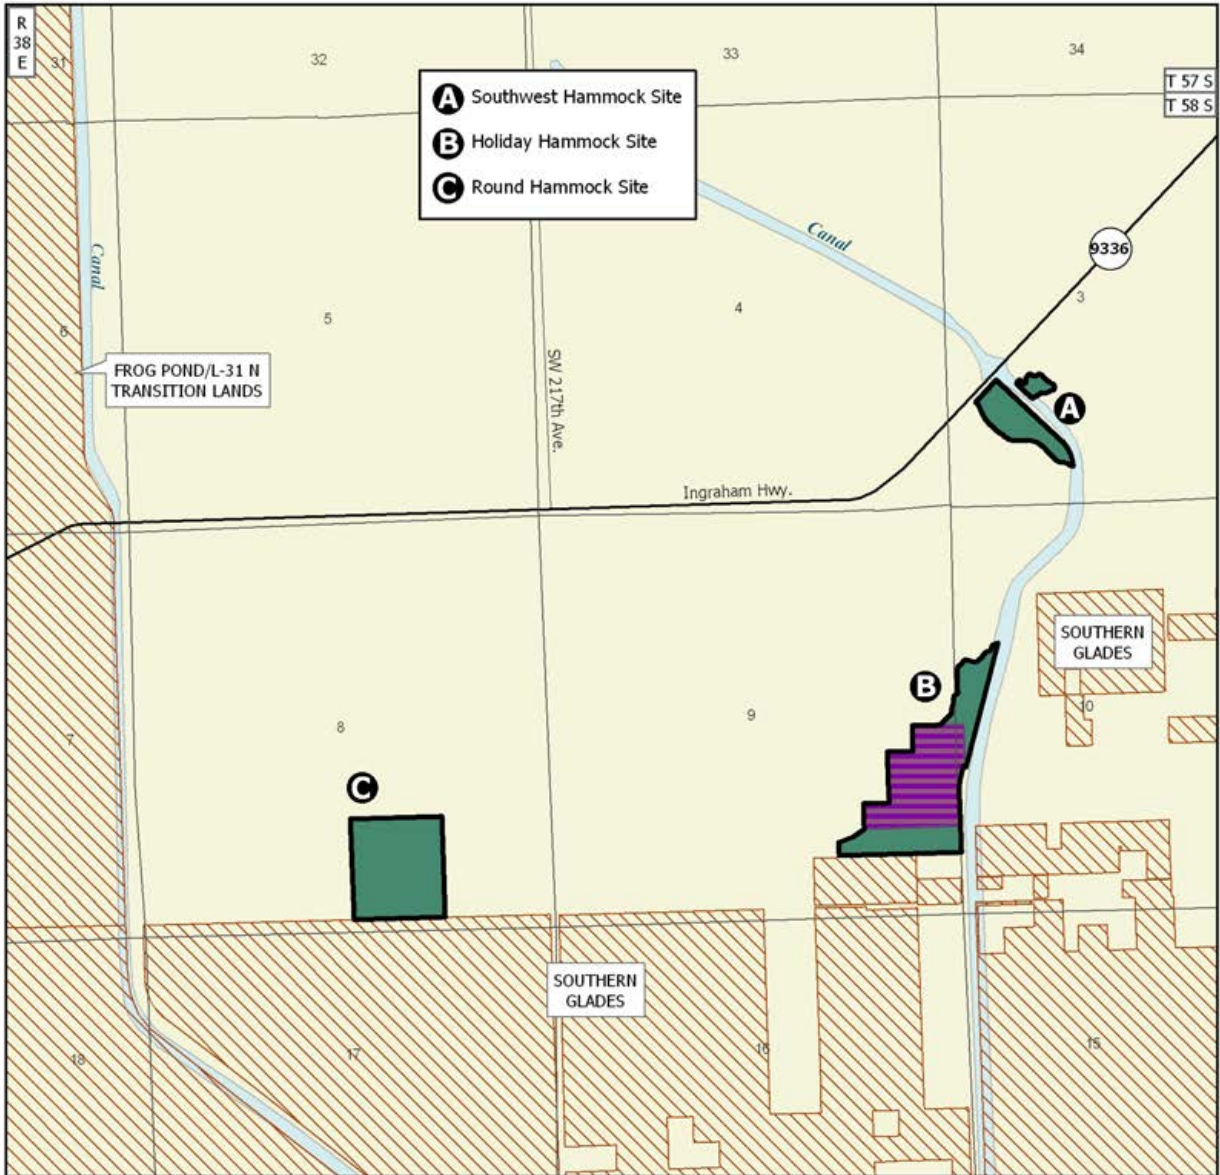 R
38
E
31
32
33
34
T 57 S
T 58 S
A Southwest Hammock Site
B Holiday Hammock Site
C Round Hammock Site
Canal
Canal
9336
3
4
5
6
FROG POND/L-31 N
TRANSITION LANDS
SW 217th Ave.
A
Ingraham Hwy.
SOUTHERN
GLADES
B
10
9
8
7
C
SOUTHERN
GLADES
18
17
16
15